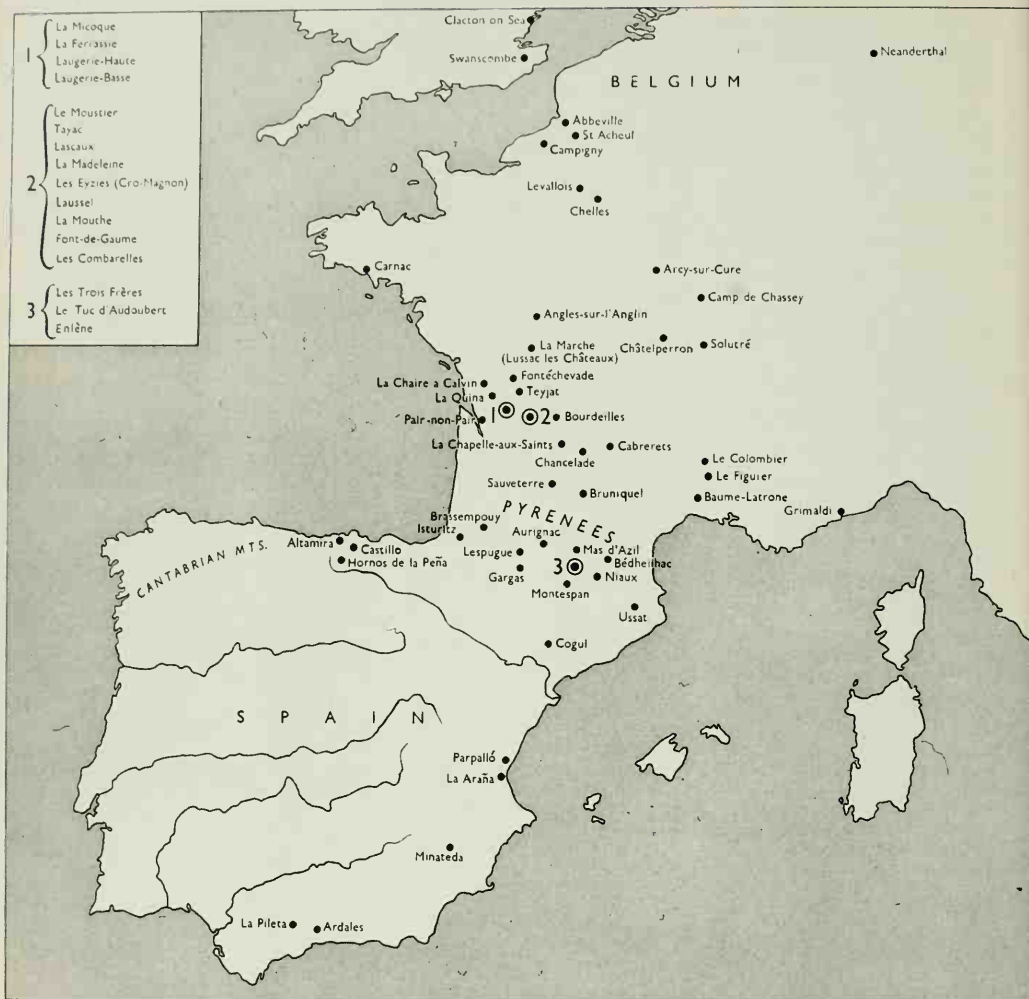 1
La Micoque
La Ferrassie
Laugerie-Haute
Laugerie-Basse
2
Le Moustier
Tayac
Lascaux
La Madeleine
Les Eyzies (Cro-Magnon)
Laussel
La Mouche
Font-de-Gaume
Les Combarelles
3
Les Trois Frères
Le Tuc d'Audoubert
Enlène
Clacton on Sea
Swanscombe
Neanderthal
BELGIUM
Abbeville
St Acheul
Campigny
Levallois
Chelles
Carnac
Arcy-sur-Cure
Camp de Chassey
Angles-sur-l'Anglin
La Marche
(Lussac les Châteaux)
Châtelperron
Solutré
Fontéchevade
La Chaire a Calvin
Teyjat
La Quina
Pair-non-Pair
1
2
Bourdeilles
La Chapelle-aux-Saints
Chancelade
Cabrerets
Le Colombier
Le Figuier
Sauveterre
Bruniquel
Baume-Latrone
Grimaldi
PYRENEES
Brassempouy
Isturitz
Aurignac
Altamira
Castillo
Hornos de la Peña
CANTABRIAN MTS.
Lespugue
Mas d'Azil
Bédheilhac
Gargas
3
Niaux
Montespan
Ussat
Cogul
SPAIN
Parpalló
La Araña
Minateda
La Pileta
Ardales